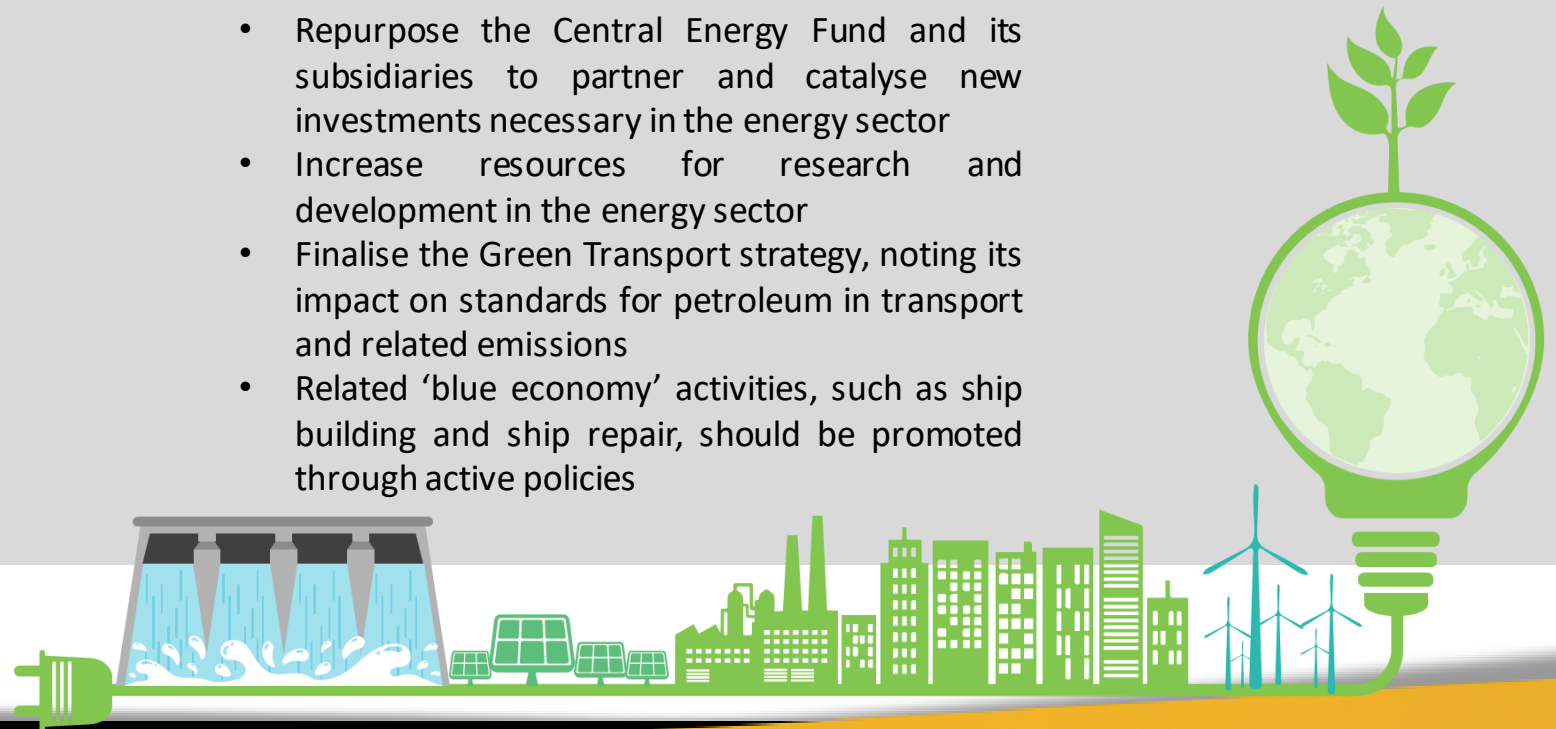 • Repurpose the Central Energy Fund and its
subsidiaries to partner and catalyse new
investments necessary in the energy sector
• Increase resources for research and
development in the energy sector
• Finalise the Green Transport strategy, noting its
impact on standards for petroleum in transport
and related emissions
• Related ‘blue economy’ activities, such as ship
building and ship repair, should be promoted
through active policies